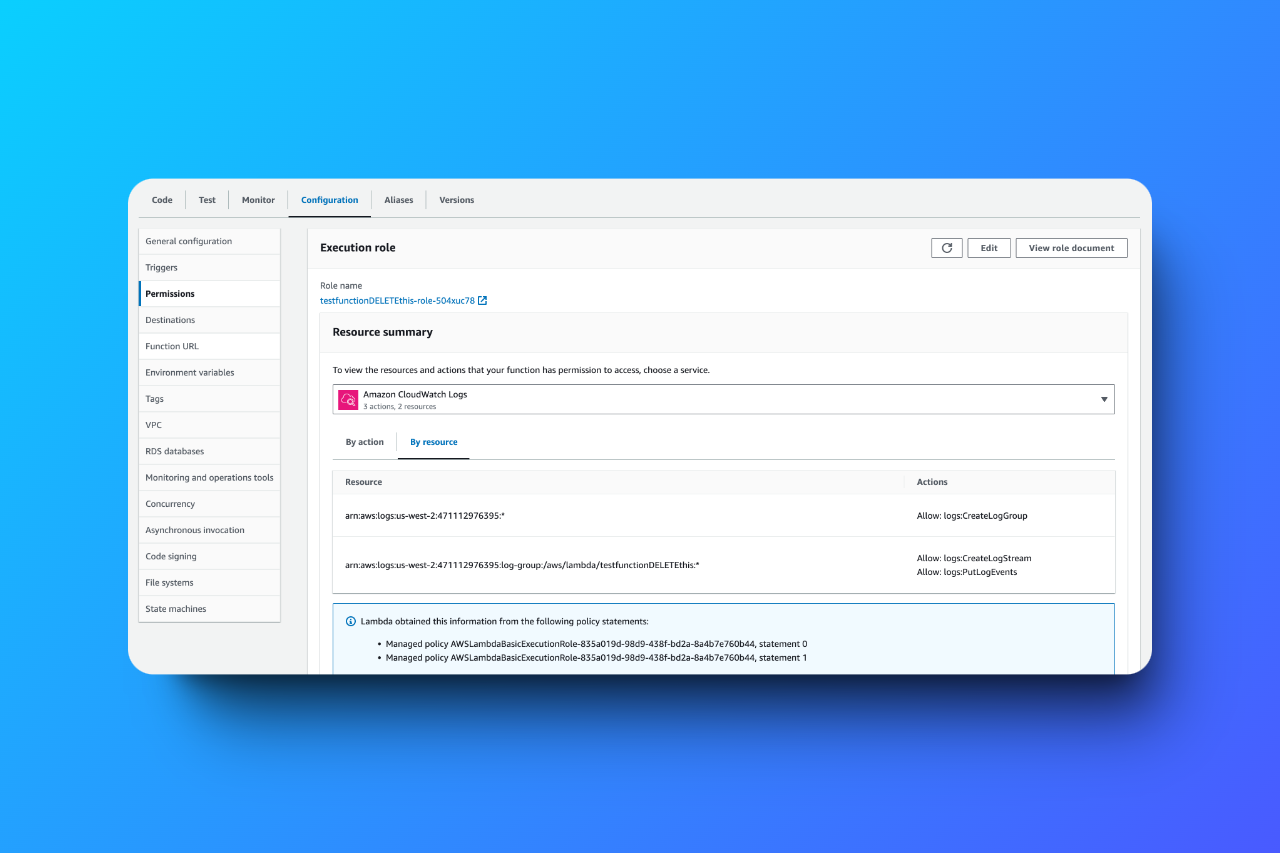 Code Test Monitor Configuration Aliases Versions
General configuration
Triggers
Permissions
Destinations
Function URL
Environment variables
Tags
VPC
RDS databases
Monitoring and operations tools
Concurrency
Asynchronous invocation
Code signing
File systems
State machines
Execution role
Edit View role document
Role name
testfunctionDELETEthis-role-504xuc78
Resource summary
To view the resources and actions that your function has permission to access, choose a service.
Amazon CloudWatch Logs
3 actions, 2 resources
By action By resource
Resource Actions
arn:aws:logs:us-west-2:471112976395:* Allow: logs:CreateLogGroup
arn:aws:logs:us-west-2:471112976395:log-group:/aws/lambda/testfunctionDELETEthis:* Allow: logs:CreateLogStream
Allow: logs:PutLogEvents
Lambda obtained this information from the following policy statements:
• Managed policy AWSLambdaBasicExecutionRole-835a019d-98d9-438f-bd2a-8a4b7e760b44, statement 0
• Managed policy AWSLambdaBasicExecutionRole-835a019d-98d9-438f-bd2a-8a4b7e760b44, statement 1